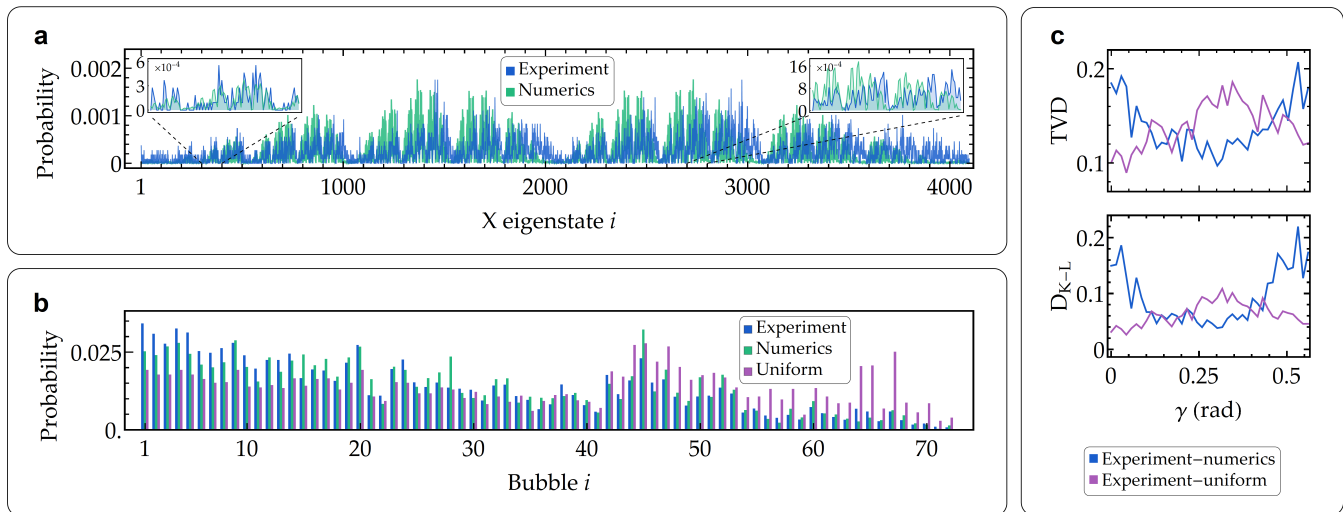 a
Probability
0.002
0.001
0
×10⁻⁴
6
3
0
Experiment
Numerics
×10⁻⁴
16
8
0
1 1000 2000 3000 4000
X eigenstate i
b
Probability
0.025
0.
Experiment
Numerics
Uniform
1 10 20 30 40 50 60 70
Bubble i
c
TVD
0.2
0.1
D_K−L
0.2
0.1
0
0 0.25 0.5
γ (rad)
Experiment−numerics
Experiment−uniform